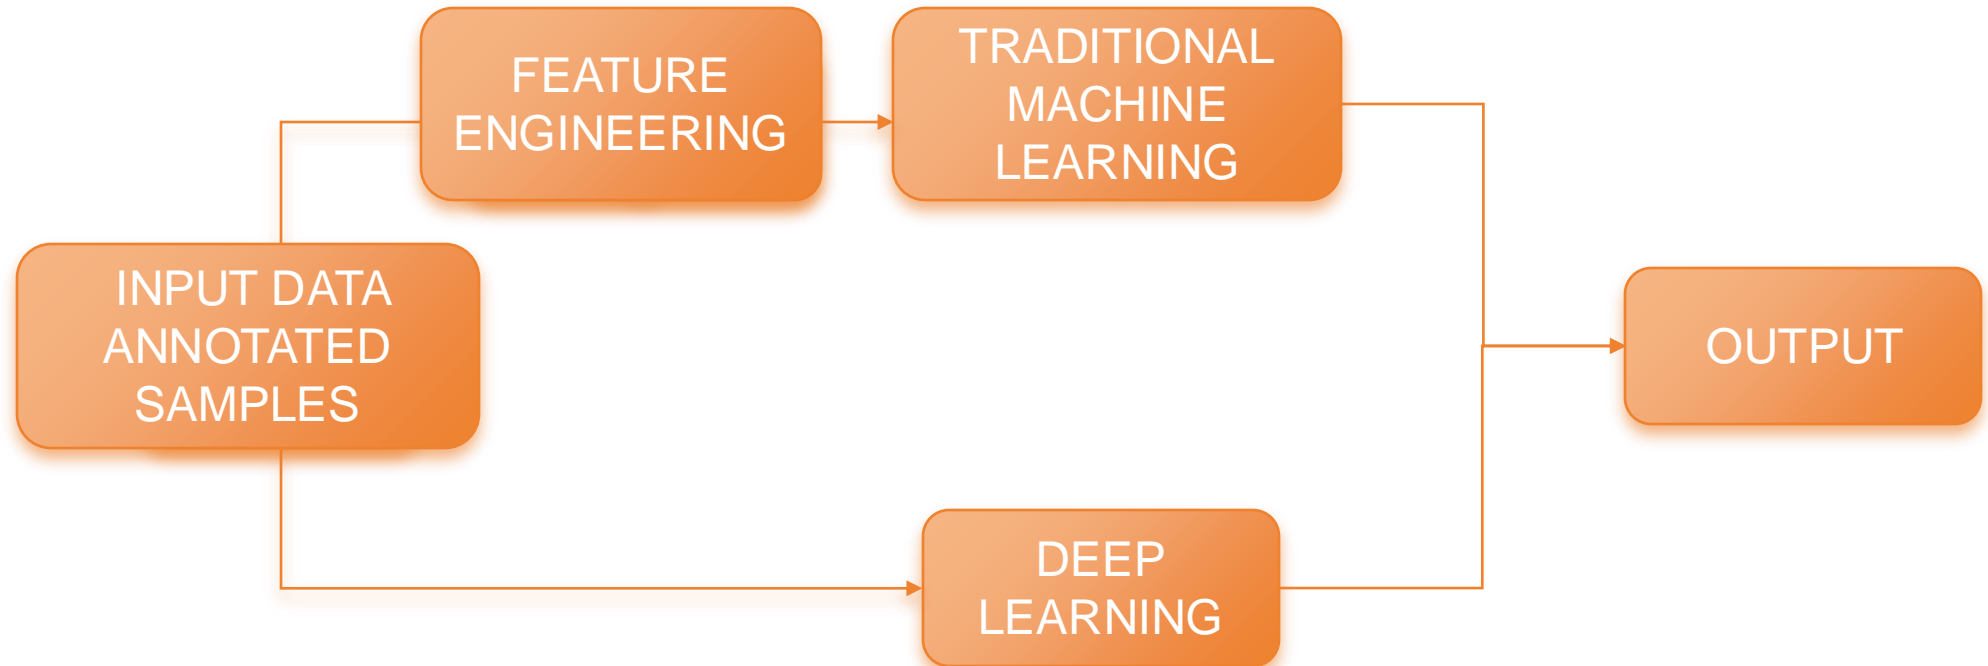 FEATURE
ENGINEERING
TRADITIONAL
MACHINE
LEARNING
INPUT DATA
ANNOTATED
SAMPLES
OUTPUT
DEEP
LEARNING